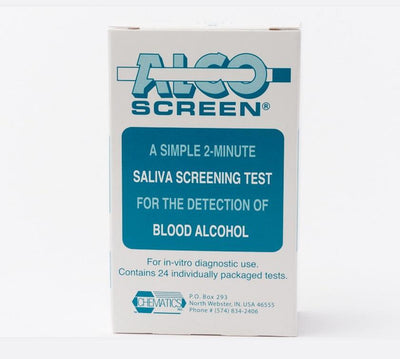 ALCO
SCREEN®
A SIMPLE 2-MINUTE
SALIVA SCREENING TEST
FOR THE DETECTION OF
BLOOD ALCOHOL
For in-vitro diagnostic use.
Contains 24 individually packaged tests.
CHEMATICS INC.
P.O. Box 293
North Webster, IN. USA 46555
Phone # (574) 834-2406